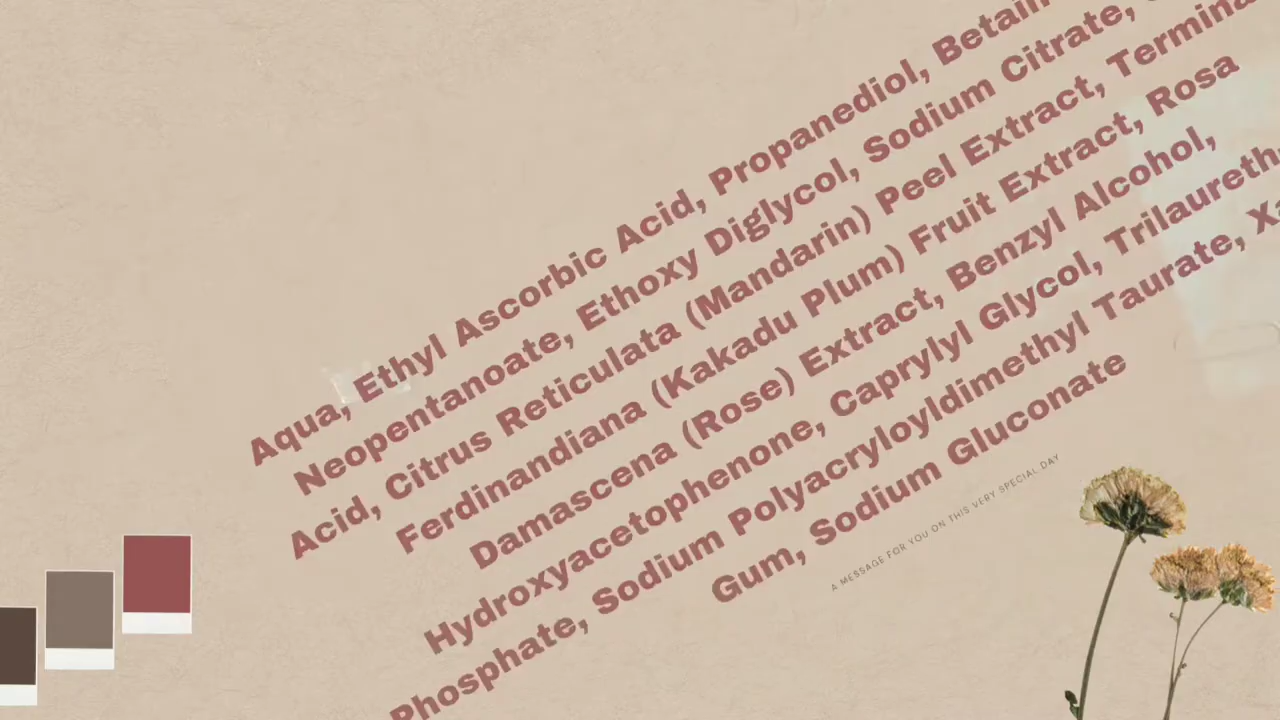 Aqua, Ethyl Ascorbic Acid, Propanediol, Betain
Neopentanoate, Ethoxy Diglycol, Sodium Citrate,
Acid, Citrus Reticulata (Mandarin) Peel Extract, Termina
Ferdinandiana (Kakadu Plum) Fruit Extract, Rosa
Damascena (Rose) Extract, Benzyl Alcohol,
Hydroxyacetophenone, Caprylyl Glycol, Trilaureth-
Phosphate, Sodium Polyacryloyldimethyl Taurate, Xa
Gum, Sodium Gluconate
A MESSAGE FOR YOU ON THIS VERY SPECIAL DAY